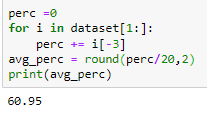 perc =0
for i in dataset[1:]:
    perc += i[-3]
avg_perc = round(perc/20,2)
print(avg_perc)
60.95